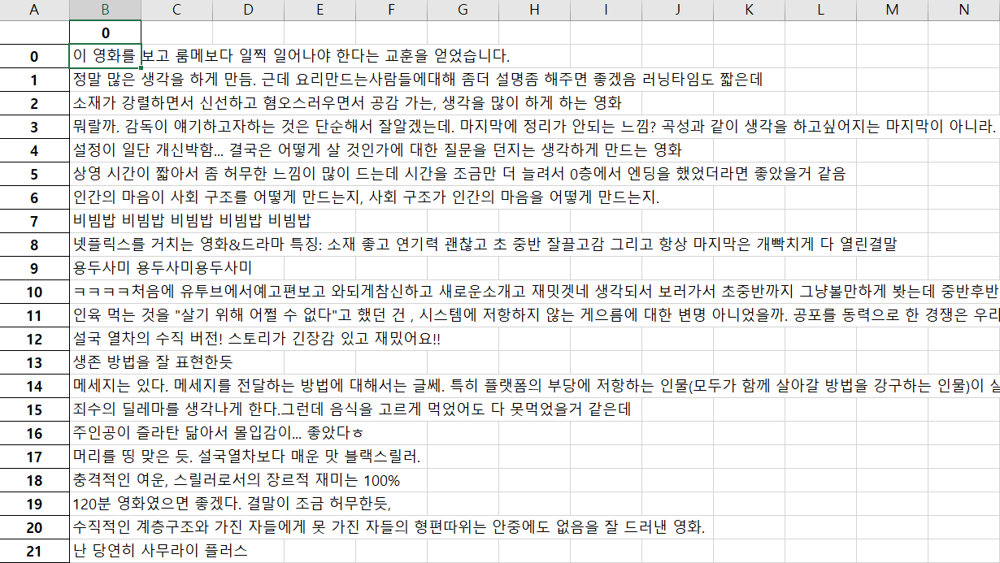 A B C D E F G H I J K L M N
0
0 이 영화를 보고 룸메보다 일찍 일어나야 한다는 교훈을 얻었습니다.
1 정말 많은 생각을 하게 만듬. 근데 요리만드는사람들에대해 좀더 설명좀 해주면 좋겠음 러닝타임도 짧은데
2 소재가 강렬하면서 신선하고 혐오스러우면서 공감 가는, 생각을 많이 하게 하는 영화
3 뭐랄까. 감독이 얘기하고자하는 것은 단순해서 잘알겠는데. 마지막에 정리가 안되는 느낌? 곡성과 같이 생각을 하고싶어지는 마지막이 아니라.
4 설정이 일단 개신박함... 결국은 어떻게 살 것인가에 대한 질문을 던지는 생각하게 만드는 영화
5 상영 시간이 짧아서 좀 허무한 느낌이 많이 드는데 시간을 조금만 더 늘려서 0층에서 엔딩을 했었더라면 좋았을거 같음
6 인간의 마음이 사회 구조를 어떻게 만드는지, 사회 구조가 인간의 마음을 어떻게 만드는지.
7 비빔밥 비빔밥 비빔밥 비빔밥 비빔밥
8 넷플릭스를 거치는 영화&드라마 특징: 소재 좋고 연기력 괜찮고 초 중반 잘끌고감 그리고 항상 마지막은 개빡치게 다 열린결말
9 용두사미 용두사미용두사미
10 ㅋㅋㅋㅋ처음에 유투브에서예고편보고 와되게참신하고 새로운소개고 재밋겟네 생각되서 보러가서 초중반까지 그냥볼만하게 봣는데 중반후반
11 인육 먹는 것을 "살기 위해 어쩔 수 없다"고 했던 건 , 시스템에 저항하지 않는 게으름에 대한 변명 아니었을까. 공포를 동력으로 한 경쟁은 우리
12 설국 열차의 수직 버전! 스토리가 긴장감 있고 재밌어요!!
13 생존 방법을 잘 표현한듯
14 메세지는 있다. 메세지를 전달하는 방법에 대해서는 글쎄. 특히 플랫폼의 부당에 저항하는 인물(모두가 함께 살아갈 방법을 강구하는 인물)이 실
15 죄수의 딜레마를 생각나게 한다.그런데 음식을 고르게 먹었어도 다 못먹었을거 같은데
16 주인공이 즐라탄 닮아서 몰입감이... 좋았다ㅎ
17 머리를 띵 맞은 듯. 설국열차보다 매운 맛 블랙스릴러.
18 충격적인 여운, 스릴러로서의 장르적 재미는 100%
19 120분 영화였으면 좋겠다. 결말이 조금 허무한듯,
20 수직적인 계층구조와 가진 자들에게 못 가진 자들의 형편따위는 안중에도 없음을 잘 드러낸 영화.
21 난 당연히 사무라이 플러스